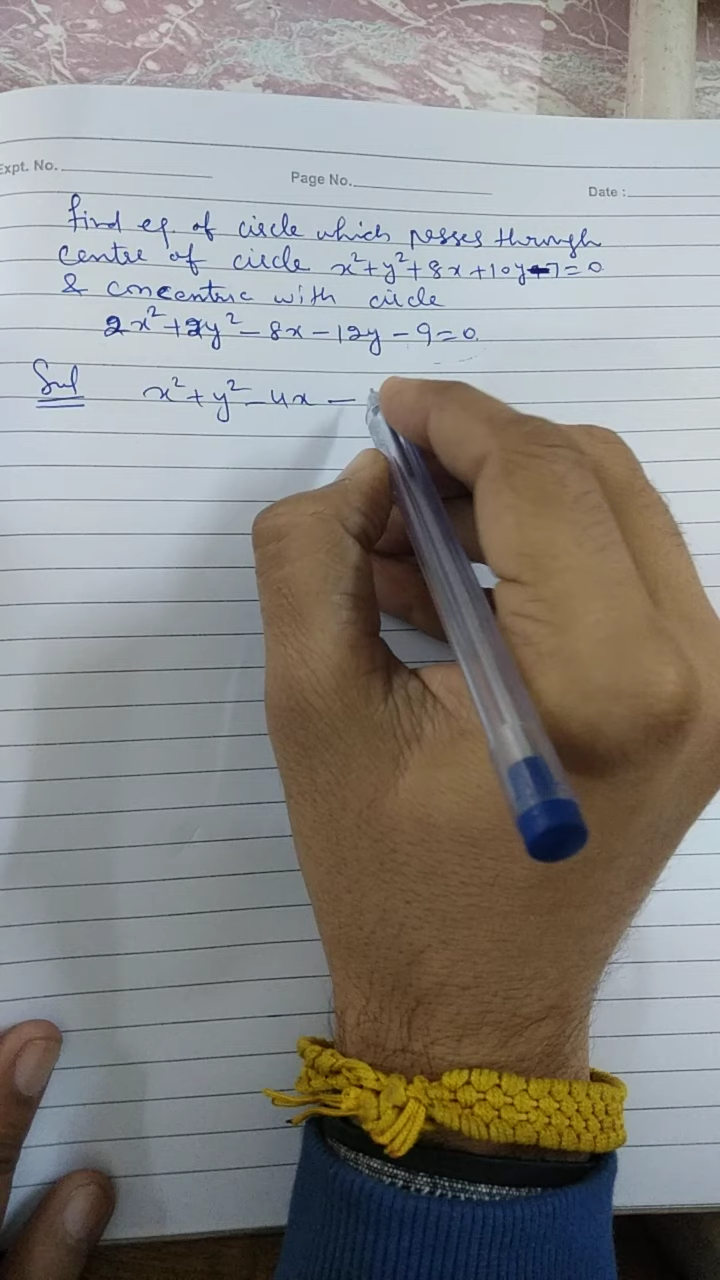 Expt. No.
Page No.
Date :
find eq. of circle which passes through
centre of circle x²+y²+8x+10y-7=0
& concentric with circle
2x²+2y²-8x-12y-9=0.
Sol x²+y²-4x-